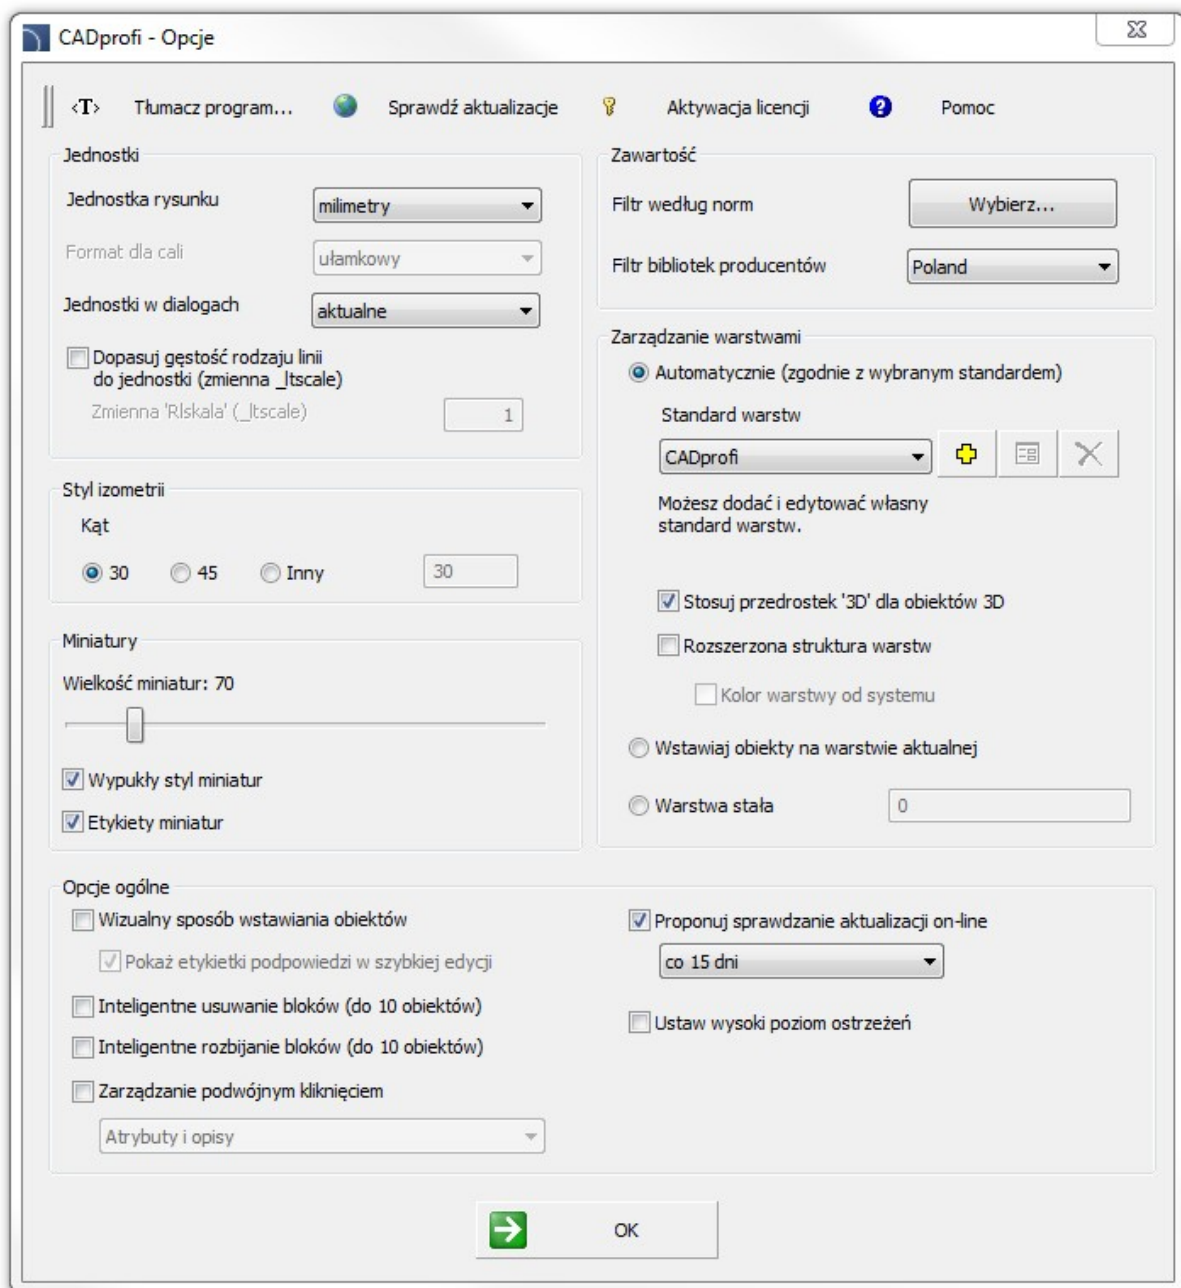 CADprofi - Opcje
<T> Tłumacz program... Sprawdź aktualizacje Aktywacja licencji ? Pomoc
Jednostki
Jednostka rysunku milimetry
Format dla cali ułamkowy
Jednostki w dialogach aktualne
Dopasuj gęstość rodzaju linii
do jednostki (zmienna _ltscale)
Zmienna 'Rlskala' (_ltscale) 1
Styl izometrii
Kąt
30 45 Inny 30
Miniatury
Wielkość miniatur: 70
Wypukły styl miniatur
Etykiety miniatur
Zawartość
Filtr według norm Wybierz...
Filtr bibliotek producentów Poland
Zarządzanie warstwami
Automatycznie (zgodnie z wybranym standardem)
Standard warstw
CADprofi
Możesz dodać i edytować własny
standard warstw.
Stosuj przedrostek '3D' dla obiektów 3D
Rozszerzona struktura warstw
Kolor warstwy od systemu
Wstawiaj obiekty na warstwie aktualnej
Warstwa stała 0
Opcje ogólne
Wizualny sposób wstawiania obiektów
Pokaż etykietki podpowiedzi w szybkiej edycji
Inteligentne usuwanie bloków (do 10 obiektów)
Inteligentne rozbijanie bloków (do 10 obiektów)
Zarządzanie podwójnym kliknięciem
Atrybuty i opisy
Proponuj sprawdzanie aktualizacji on-line
co 15 dni
Ustaw wysoki poziom ostrzeżeń
OK